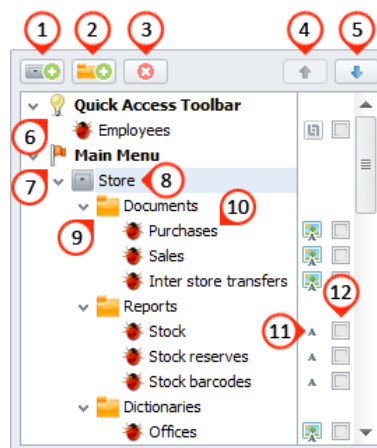 1 2 3 4 5
Quick Access Toolbar
6 Employees
Main Menu
7 Store 8
Documents 10
9 Purchases
Sales
Inter store transfers
12
Reports
Stock 11 A
Stock reserves A
Stock barcodes A
Dictionaries
Offices